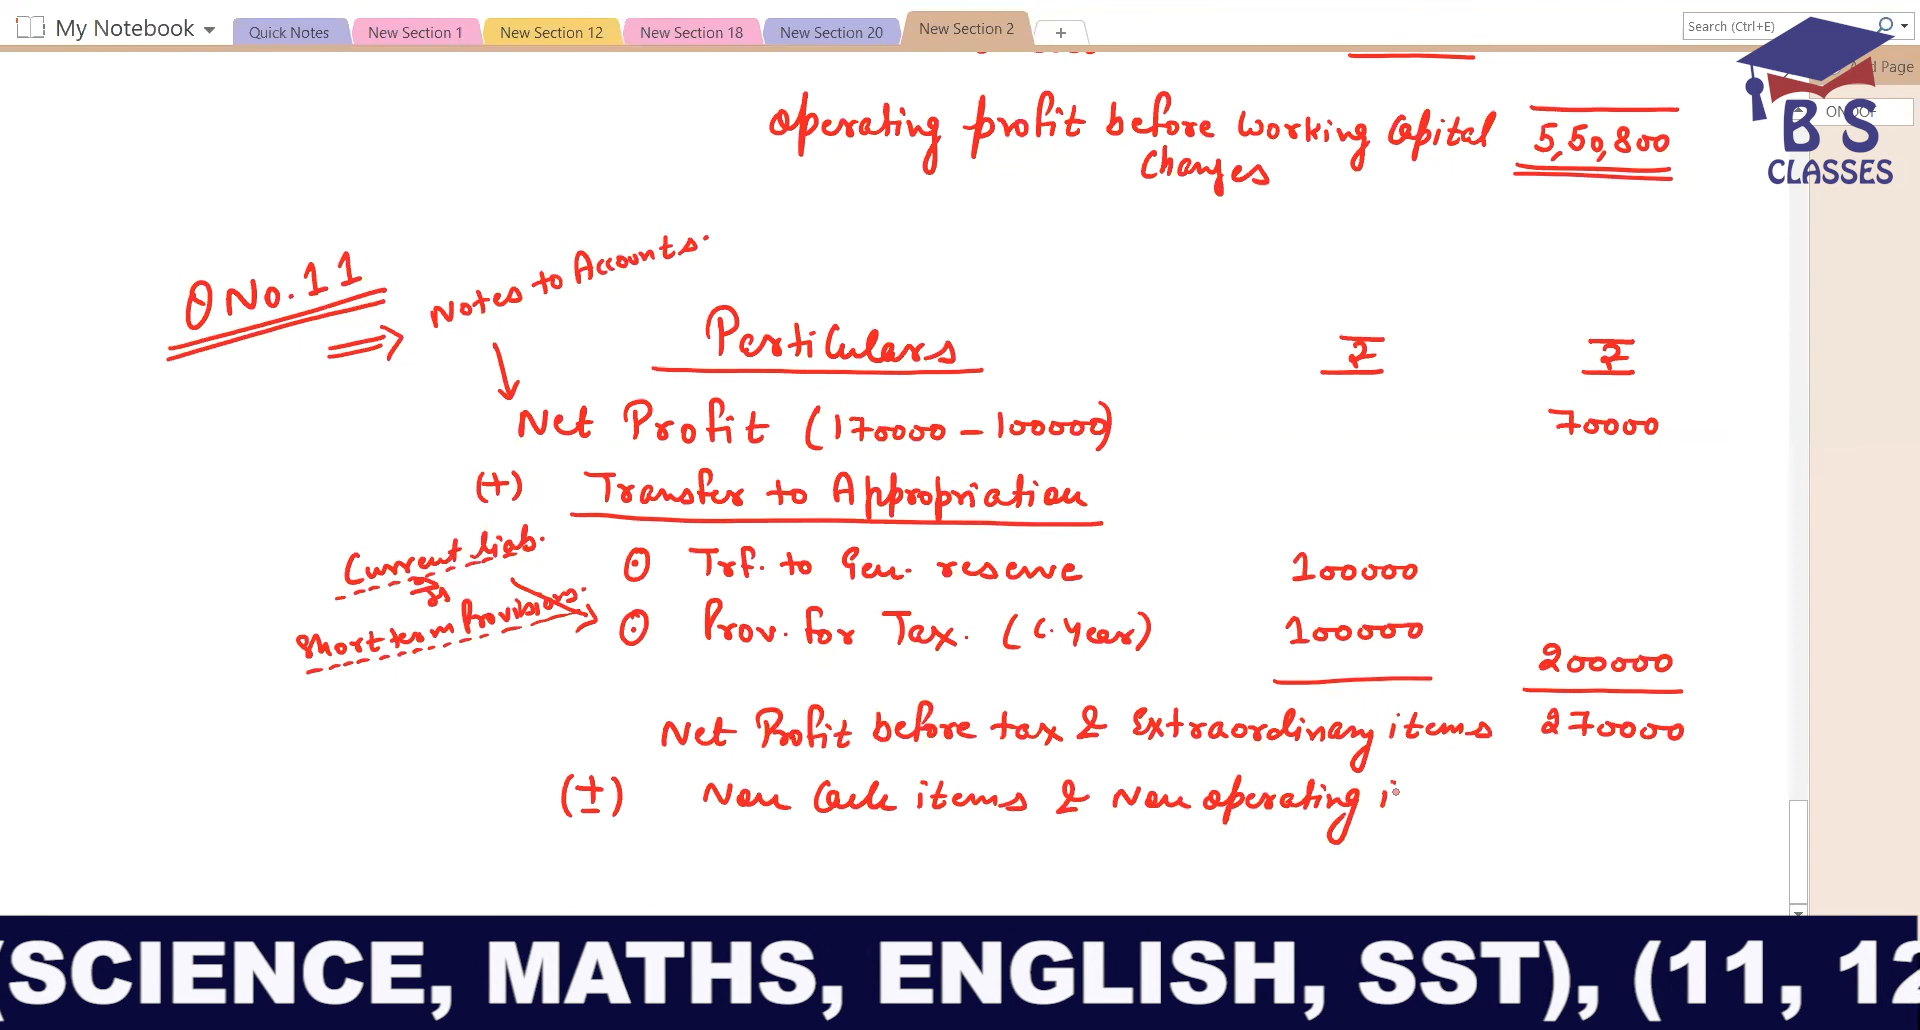 My Notebook
Quick Notes
New Section 1
New Section 12
New Section 18
New Section 20
New Section 2
+
Search (Ctrl+E)
d Page
BS
CLASSES
operating profit before working capital 5,50,800
Changes
Q No. 11
Notes to Accounts.
Particulars ₹ ₹
Net Profit (170000 - 100000) 70000
(+) Transfer to Appropriation
Current liab.
Trf. to Gen. reserve 100000
Short term Provisions.
Prov. for Tax. (C. Year) 100000
200000
Net Profit before tax & Extraordinary items 270000
(±) Non Cash items & Non operating i
(SCIENCE, MATHS, ENGLISH, SST), (11, 12